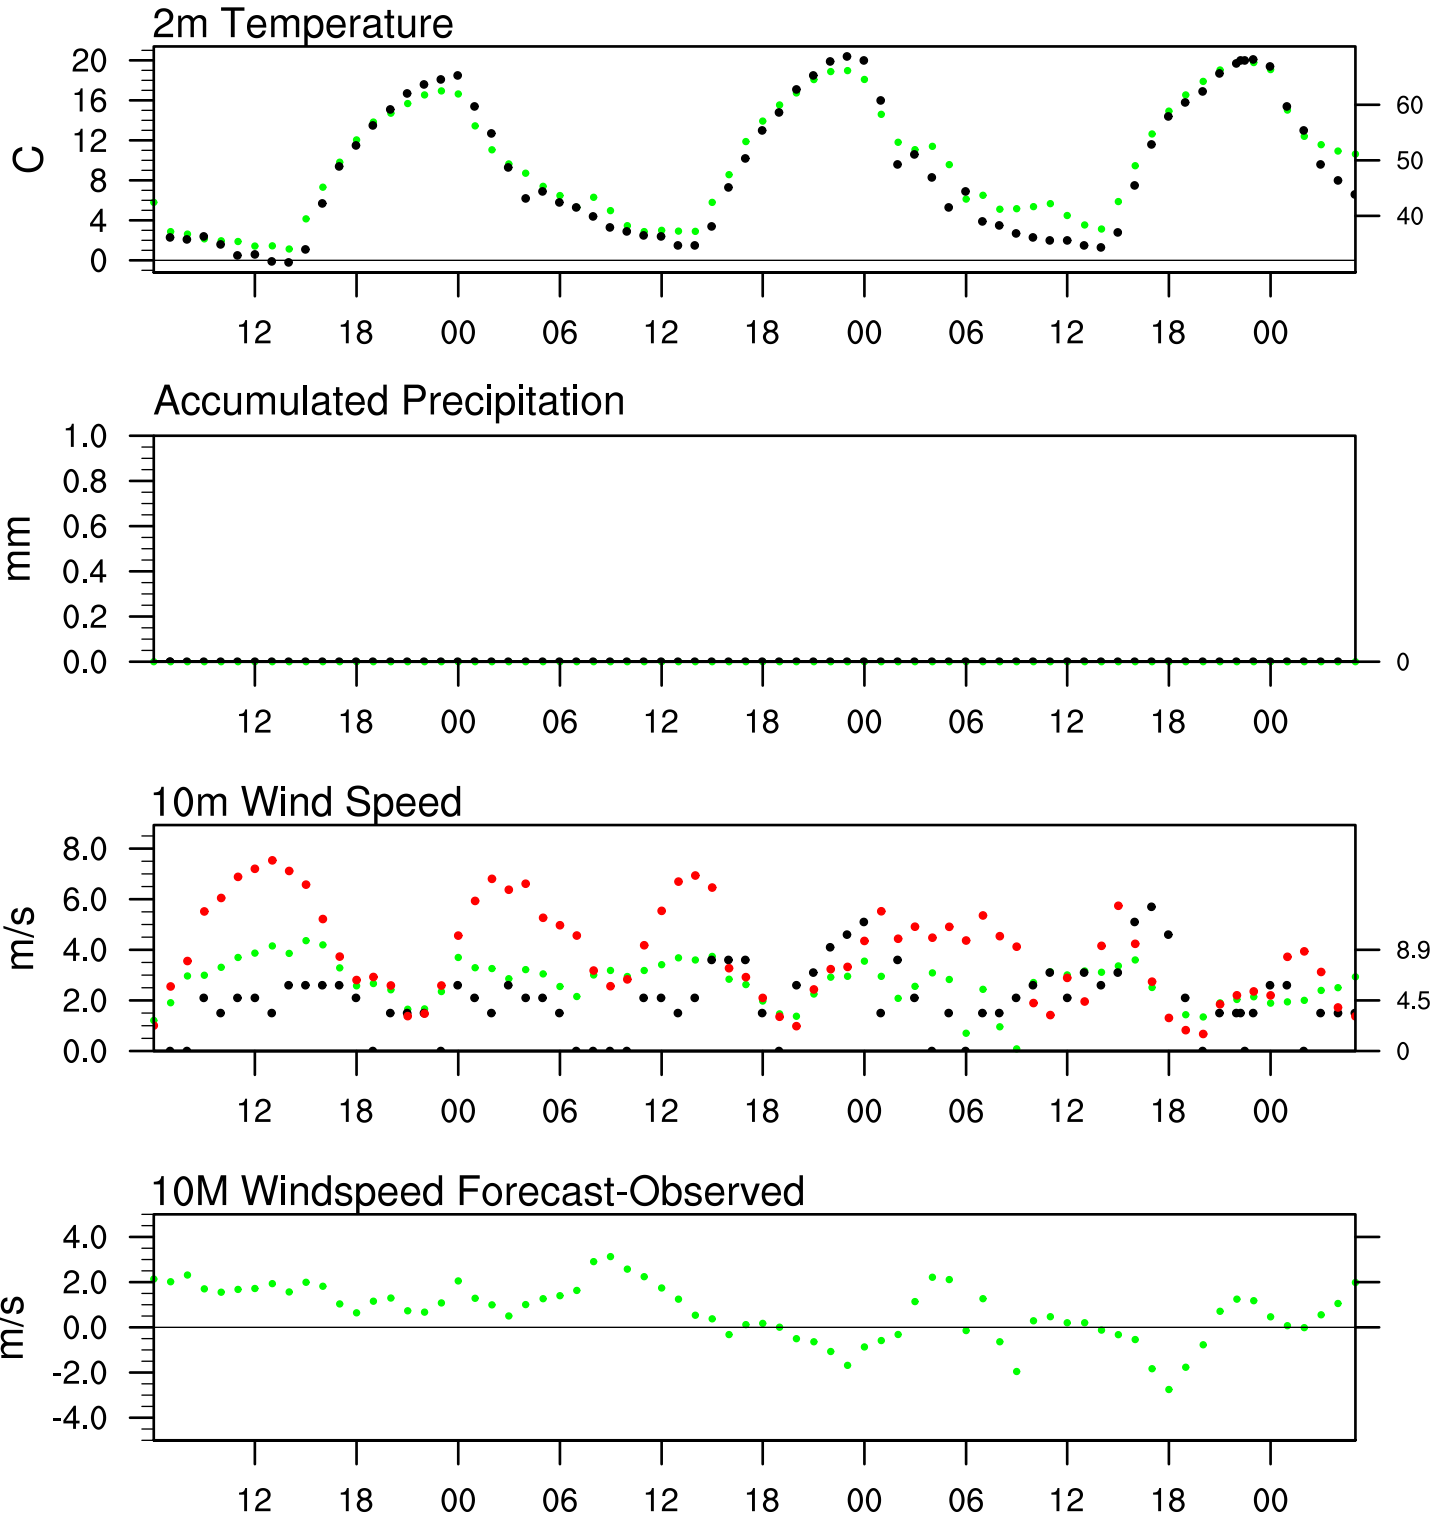 2m Temperature
20
16
12
8
4
0
C
60
50
40
12 18 00 06 12 18 00 06 12 18 00
Accumulated Precipitation
1.0
0.8
0.6
0.4
0.2
0.0
mm
0
12 18 00 06 12 18 00 06 12 18 00
10m Wind Speed
8.0
6.0
4.0
2.0
0.0
m/s
8.9
4.5
0
12 18 00 06 12 18 00 06 12 18 00
10M Windspeed Forecast-Observed
4.0
2.0
0.0
-2.0
-4.0
m/s
12 18 00 06 12 18 00 06 12 18 00